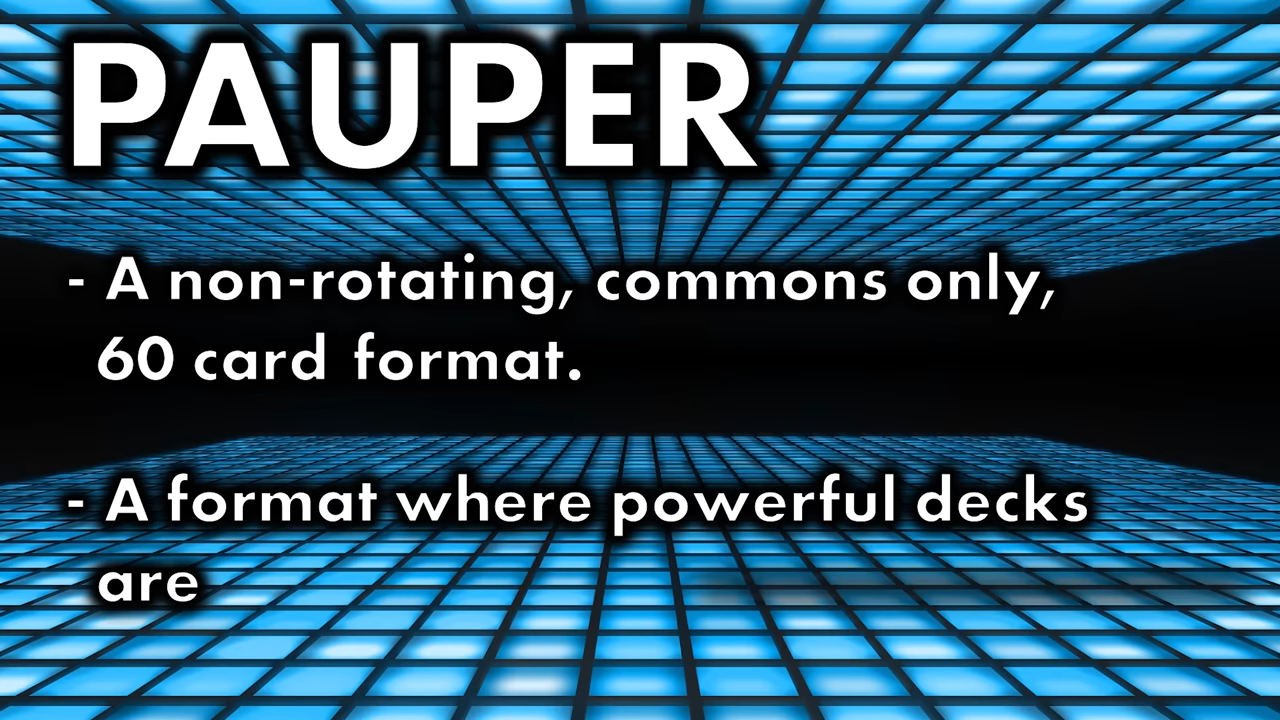 PAUPER
- A non-rotating, commons only,
60 card format.
- A format where powerful decks
are